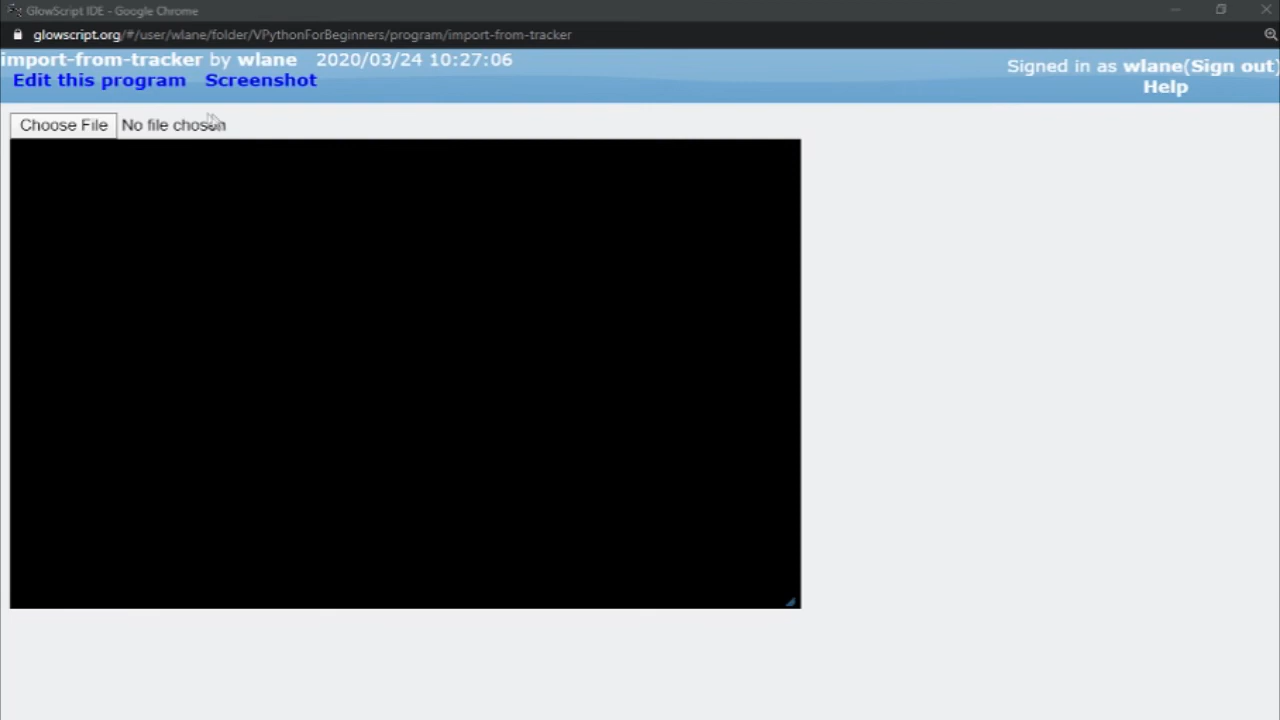 GlowScript IDE - Google Chrome
glowscript.org/#/user/wlane/folder/VPythonForBeginners/program/import-from-tracker
import-from-tracker by wlane 2020/03/24 10:27:06
Signed in as wlane(Sign out)
Edit this program Screenshot
Help
Choose File No file chosen